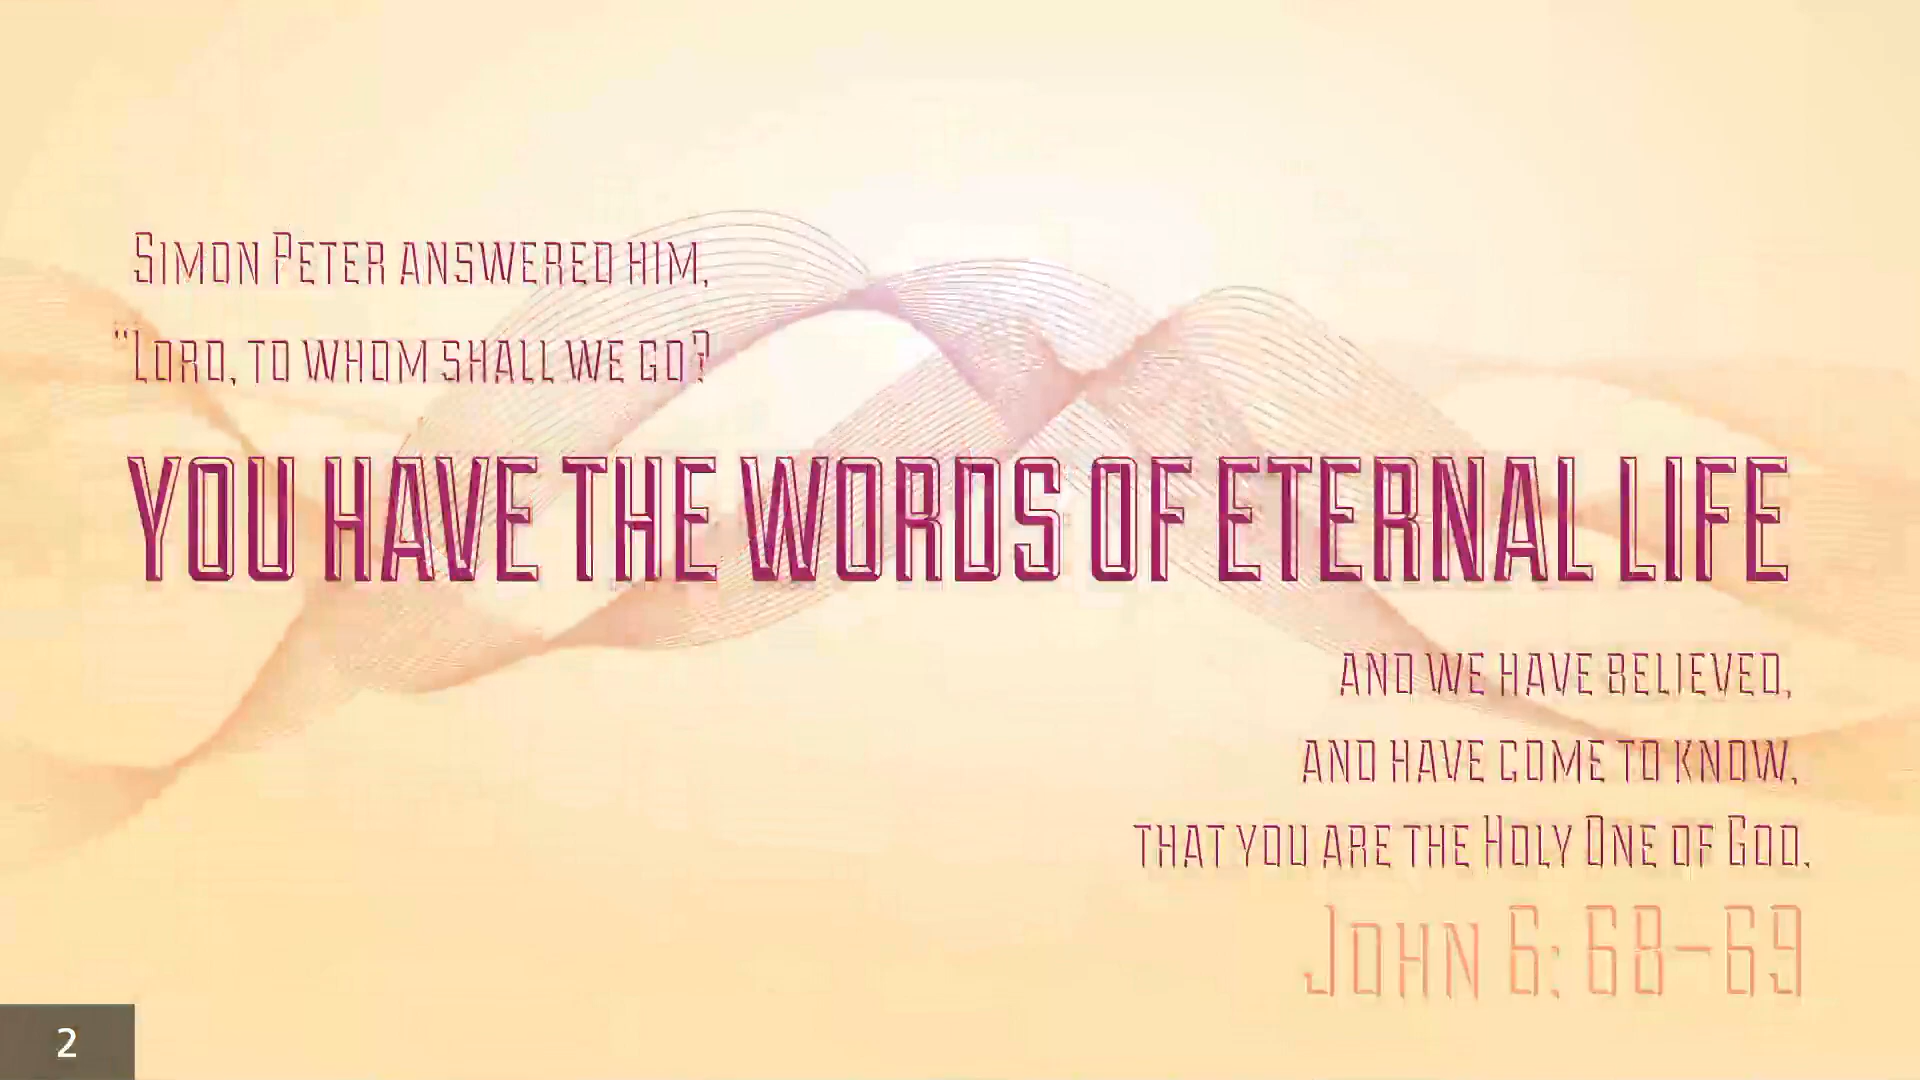 Simon Peter answered him,
“Lord, to whom shall we go?
YOU HAVE THE WORDS OF ETERNAL LIFE
and we have believed,
and have come to know,
that you are the Holy One of God.
John 6: 68–69
2